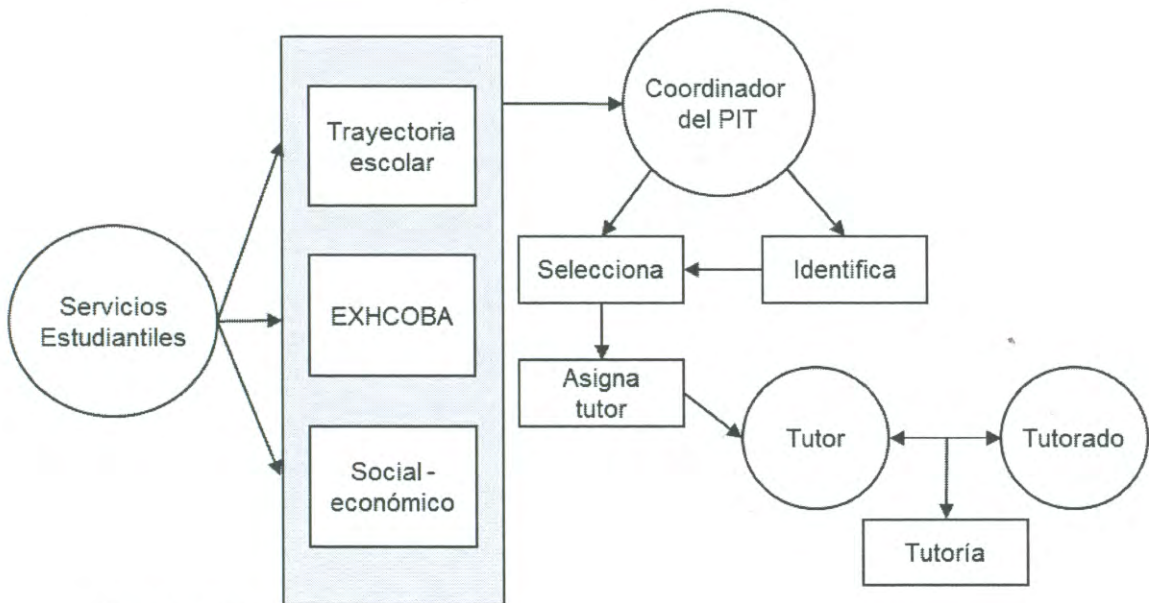 Servicios
Estudiantiles
Trayectoria
escolar
EXHCOBA
Social -
económico
Coordinador
del PIT
Selecciona
Identifica
Asigna
tutor
Tutor
Tutorado
Tutoría